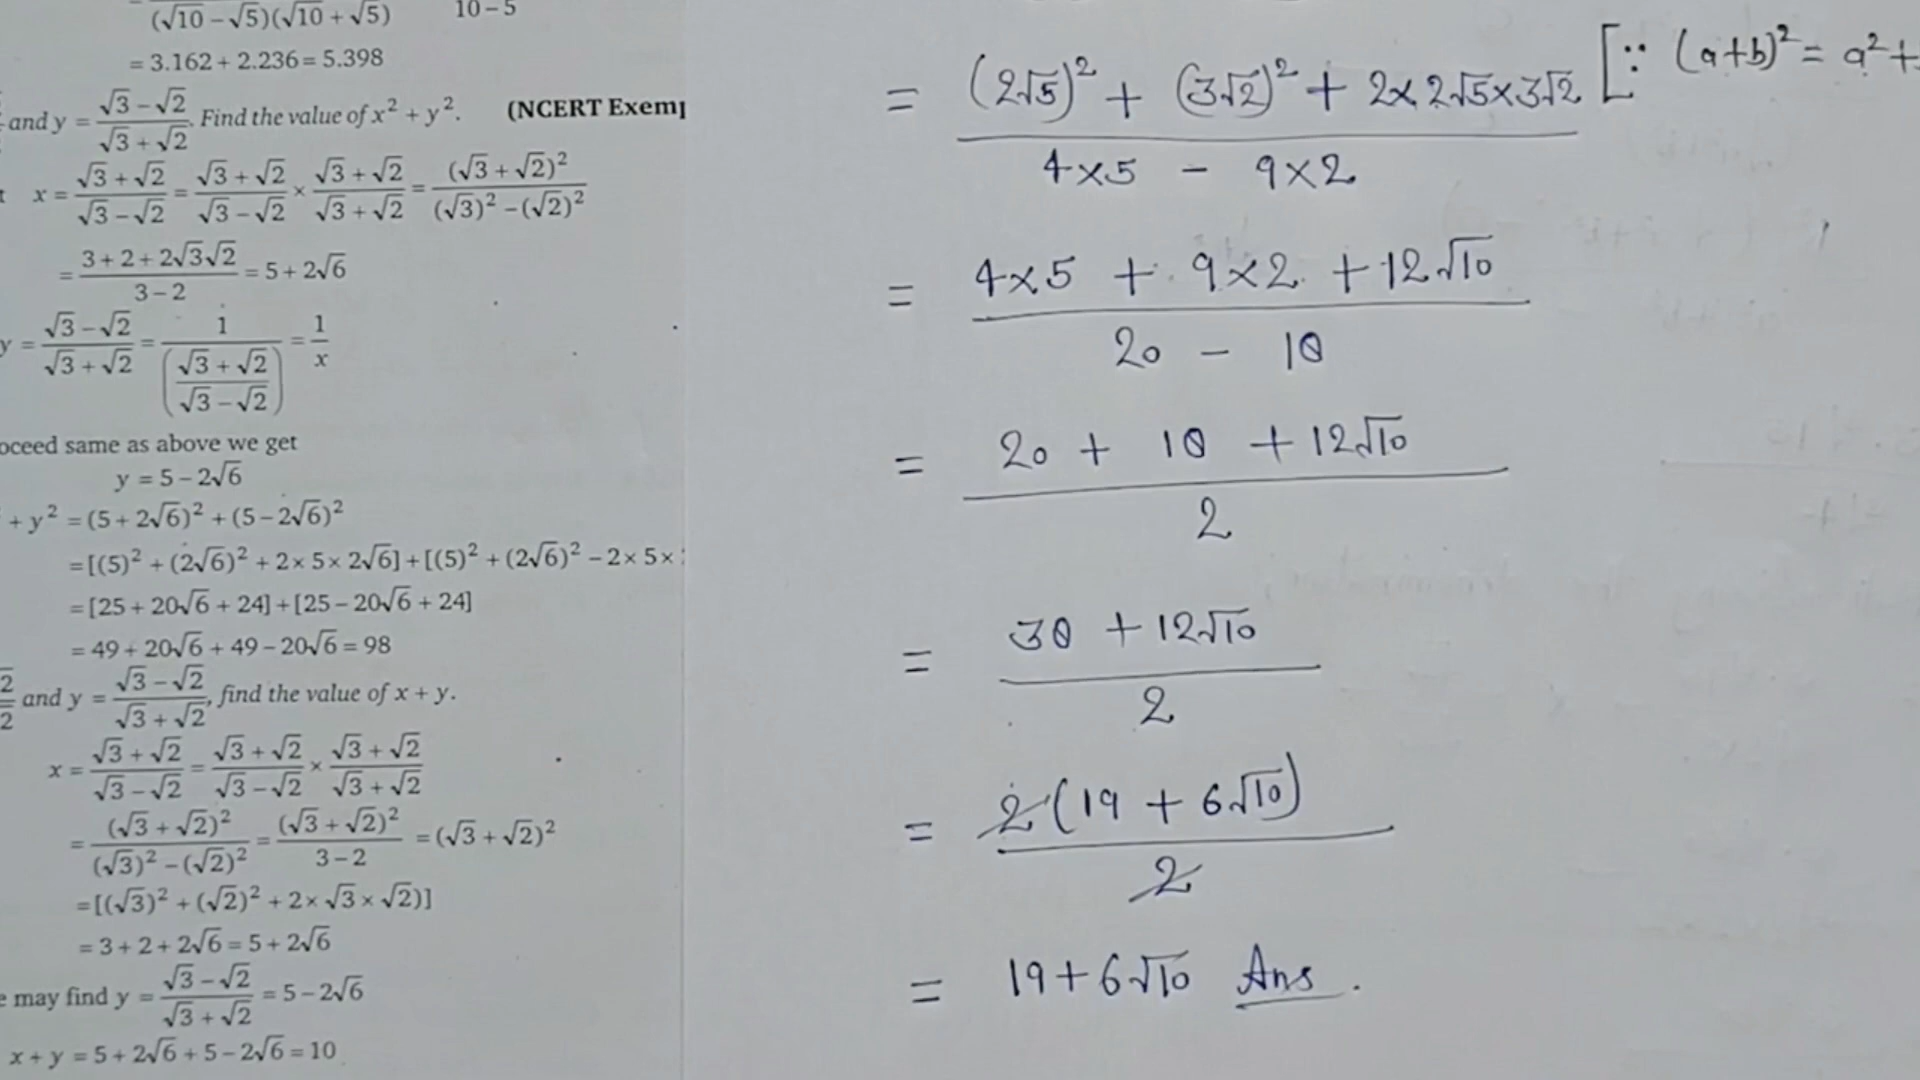 (√10 − √5)(√10 + √5) 10 − 5
= 3.162 + 2.236 = 5.398
and y = (√3 − √2)/(√3 + √2). Find the value of x² + y². (NCERT Exemp
x = (√3 + √2)/(√3 − √2) = (√3 + √2)/(√3 − √2) × (√3 + √2)/(√3 + √2) = (√3 + √2)²/((√3)² − (√2)²)
= (3 + 2 + 2√3√2)/(3 − 2) = 5 + 2√6
y = (√3 − √2)/(√3 + √2) = 1/((√3 + √2)/(√3 − √2)) = 1/x
oceed same as above we get
y = 5 − 2√6
+ y² = (5 + 2√6)² + (5 − 2√6)²
= [(5)² + (2√6)² + 2 × 5 × 2√6] + [(5)² + (2√6)² − 2 × 5 ×
= [25 + 20√6 + 24] + [25 − 20√6 + 24]
= 49 + 20√6 + 49 − 20√6 = 98
and y = (√3 − √2)/(√3 + √2), find the value of x + y.
x = (√3 + √2)/(√3 − √2) = (√3 + √2)/(√3 − √2) × (√3 + √2)/(√3 + √2)
= (√3 + √2)²/((√3)² − (√2)²) = (√3 + √2)²/(3 − 2) = (√3 + √2)²
= [(√3)² + (√2)² + 2 × √3 × √2)]
= 3 + 2 + 2√6 = 5 + 2√6
e may find y = (√3 − √2)/(√3 + √2) = 5 − 2√6
x + y = 5 + 2√6 + 5 − 2√6 = 10
= ((2√5)² + (3√2)² + 2 × 2√5 × 3√2)/(4×5 − 9×2) [∵ (a+b)² = a² +
= (4×5 + 9×2 + 12√10)/(20 − 18)
= (20 + 18 + 12√10)/2
= (38 + 12√10)/2
= 2(19 + 6√10)/2
= 19 + 6√10 Ans.